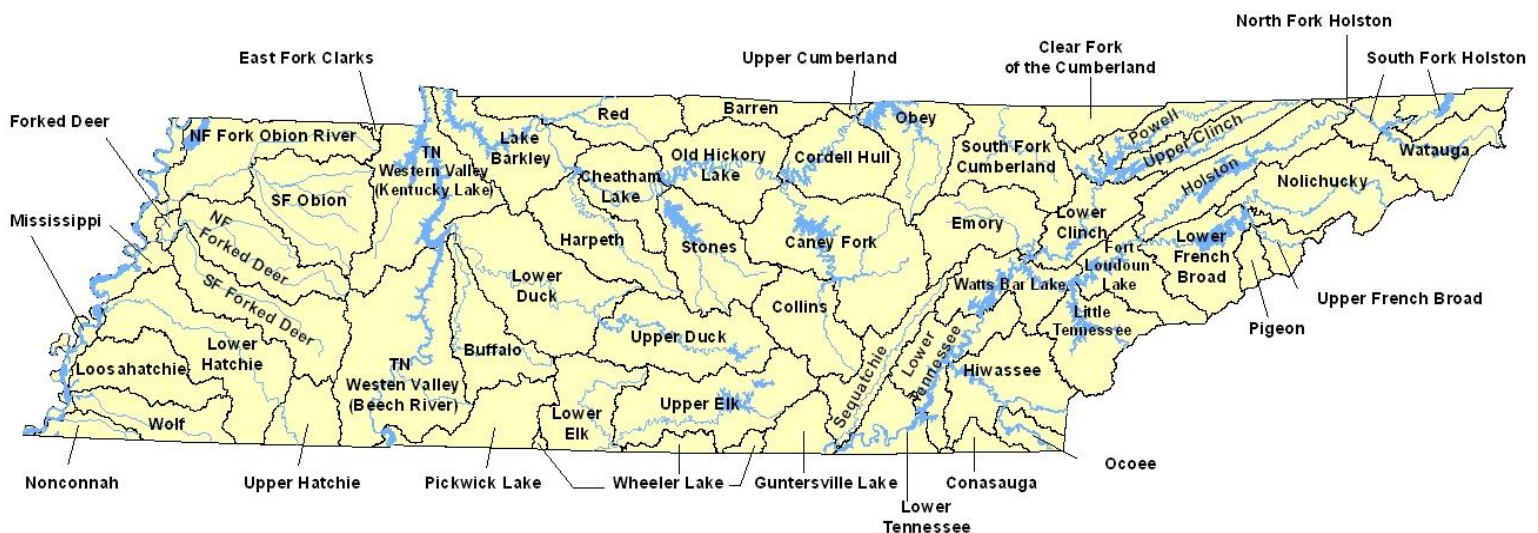 North Fork Holston
East Fork Clarks
Upper Cumberland
Clear Fork
of the Cumberland
South Fork Holston
Forked Deer
NF Fork Obion River
Red
Barren
Obey
Powell
Upper Clinch
Watauga
TN
Western Valley
(Kentucky Lake)
Lake
Barkley
Old Hickory
Lake
Cordell Hull
South Fork
Cumberland
Cheatham
Lake
Holston
Nolichucky
SF Obion
Mississippi
NF
Forked Deer
Harpeth
Stones
Caney Fork
Emory
Lower
Clinch
Fort
Loudoun
Lake
Lower
French
Broad
SF Forked Deer
Lower
Duck
Collins
Watts Bar Lake
Little
Tennessee
Upper French Broad
Pigeon
Loosahatchie
Lower
Hatchie
Buffalo
Upper Duck
Sequatchie
Lower
Tennessee
Hiwassee
TN
Westen Valley
(Beech River)
Wolf
Lower
Elk
Upper Elk
Ocoee
Nonconnah
Upper Hatchie
Pickwick Lake
Wheeler Lake
Guntersville Lake
Lower
Tennessee
Conasauga